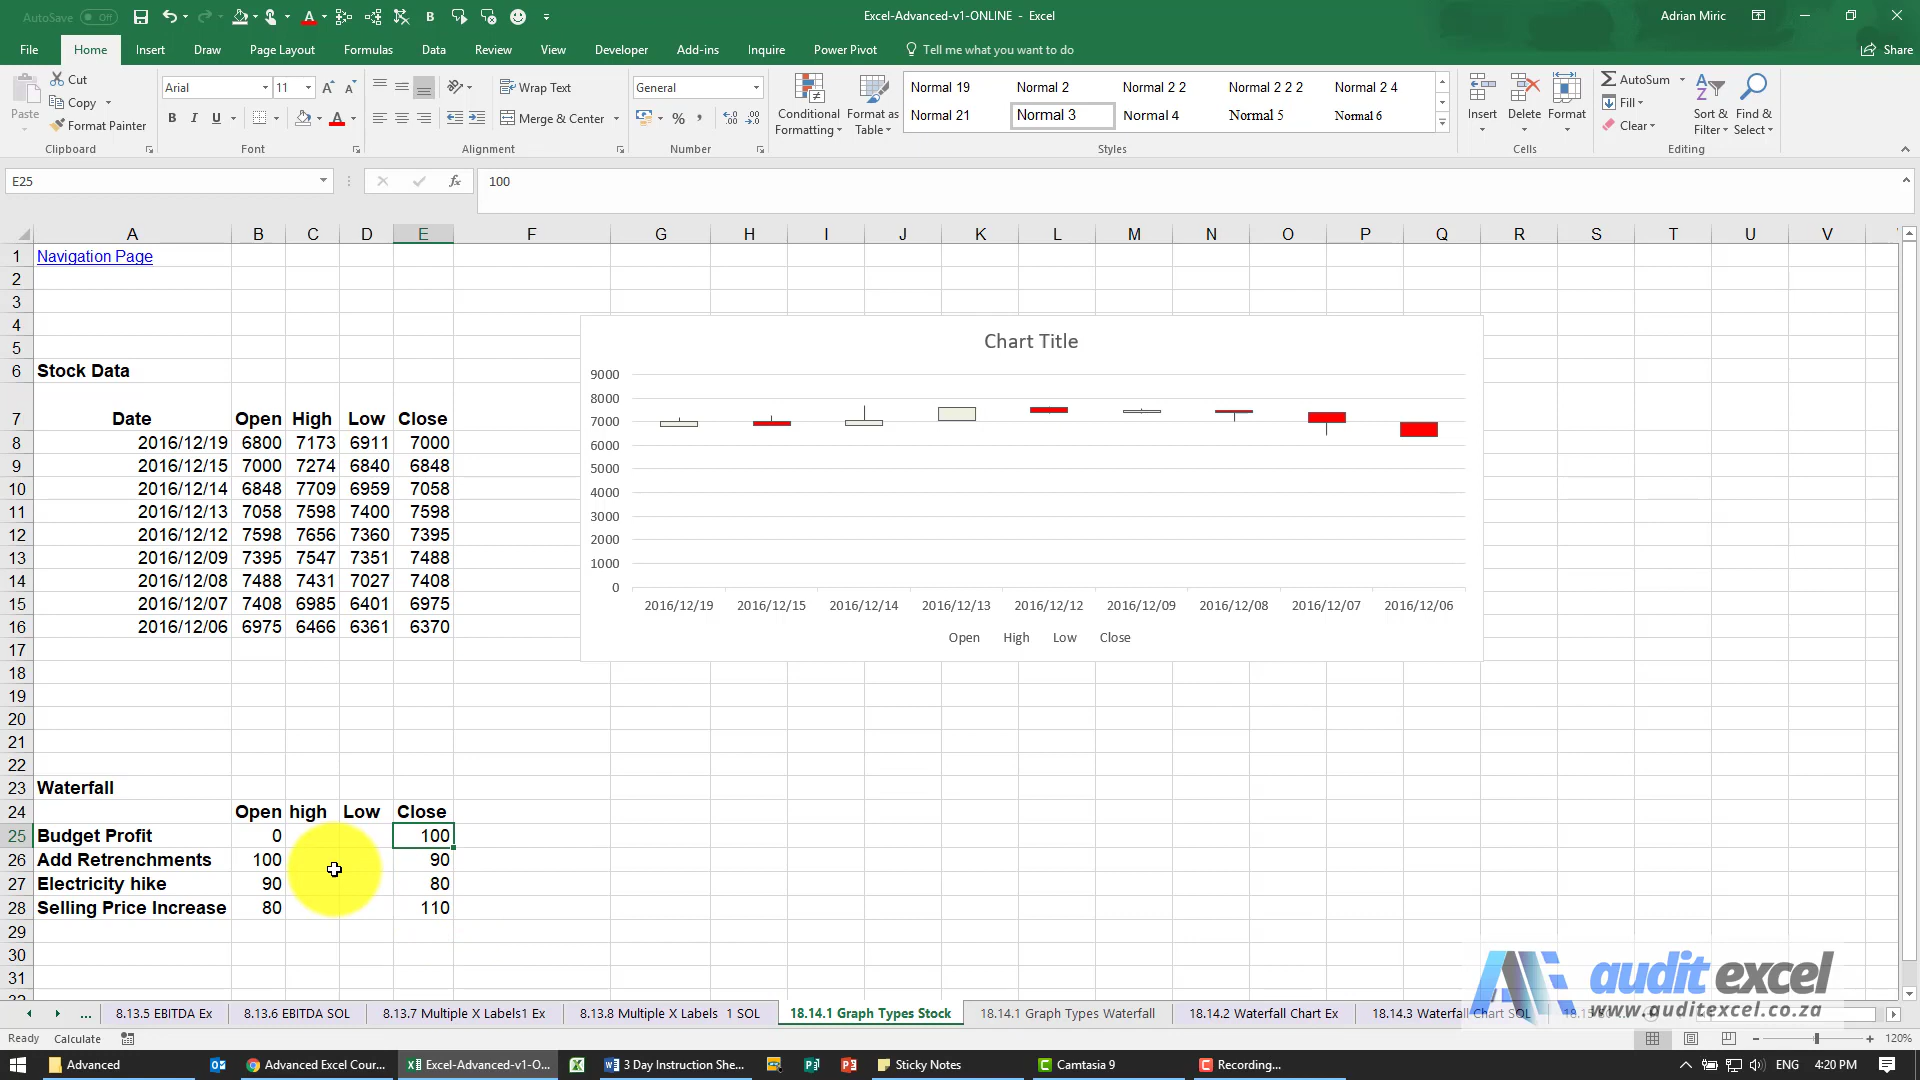 AutoSave Off
Excel-Advanced-v1-ONLINE - Excel
Adrian Miric
File Home Insert Draw Page Layout Formulas Data Review View Developer Add-ins Inquire Power Pivot Tell me what you want to do Share
Paste
Cut
Copy
Format Painter
Clipboard
Arial 11
B I U
Font
Wrap Text
Merge & Center
Alignment
General
%
Number
Conditional Formatting
Format as Table
Normal 19 Normal 2 Normal 2 2 Normal 2 2 2 Normal 2 4
Normal 21 Normal 3 Normal 4 Normal 5 Normal 6
Styles
Insert Delete Format
Cells
AutoSum
Fill
Clear
Sort & Filter
Find & Select
Editing
E25
fx
100
A B C D E F G H I J K L M N O P Q R S T U V
1 Navigation Page
2
3
4
5
6 Stock Data
7 Date Open High Low Close
8 2016/12/19 6800 7173 6911 7000
9 2016/12/15 7000 7274 6840 6848
10 2016/12/14 6848 7709 6959 7058
11 2016/12/13 7058 7598 7400 7598
12 2016/12/12 7598 7656 7360 7395
13 2016/12/09 7395 7547 7351 7488
14 2016/12/08 7488 7431 7027 7408
15 2016/12/07 7408 6985 6401 6975
16 2016/12/06 6975 6466 6361 6370
17
18
19
20
21
22
23 Waterfall
24 Open high Low Close
25 Budget Profit 0 100
26 Add Retrenchments 100 90
27 Electricity hike 90 80
28 Selling Price Increase 80 110
29
30
31
Chart Title
9000
8000
7000
6000
5000
4000
3000
2000
1000
0
2016/12/19 2016/12/15 2016/12/14 2016/12/13 2016/12/12 2016/12/09 2016/12/08 2016/12/07 2016/12/06
Open High Low Close
audit excel
www.auditexcel.co.za
... 8.13.5 EBITDA Ex 8.13.6 EBITDA SOL 8.13.7 Multiple X Labels1 Ex 8.13.8 Multiple X Labels 1 SOL 18.14.1 Graph Types Stock 18.14.1 Graph Types Waterfall 18.14.2 Waterfall Chart Ex 18.14.3 Waterfall Chart SOL
Ready Calculate
120%
Advanced
Advanced Excel Cour...
Excel-Advanced-v1-O...
3 Day Instruction She...
Sticky Notes
Camtasia 9
Recording...
ENG
4:20 PM